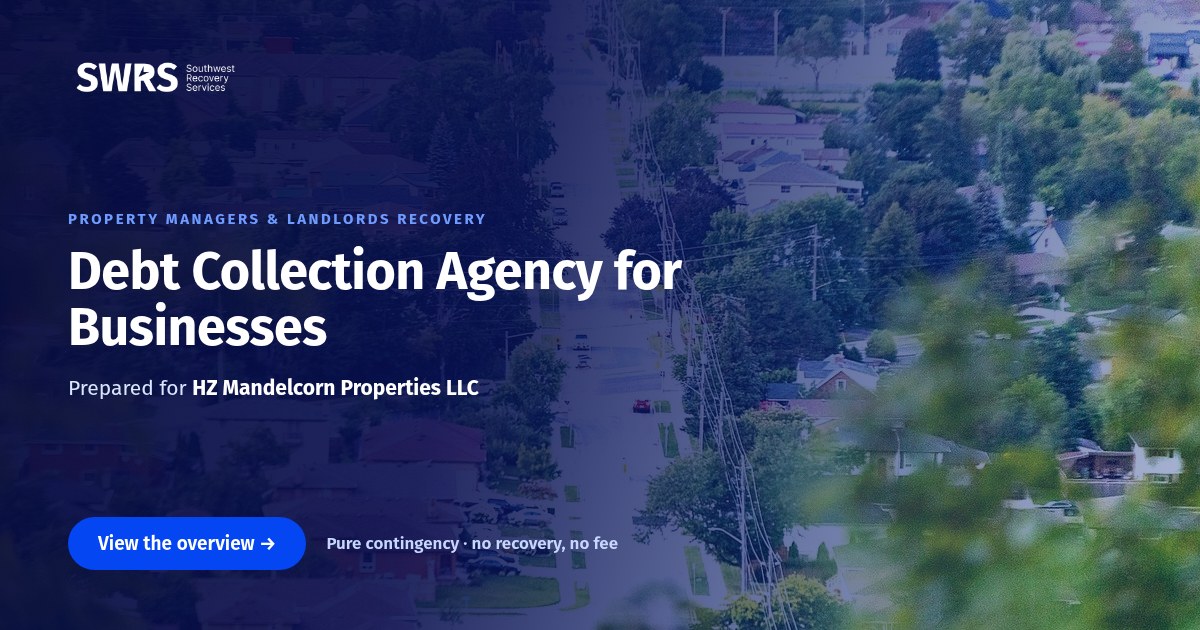 SWRS
Southwest
Recovery
Services
PROPERTY MANAGERS & LANDLORDS RECOVERY
Debt Collection Agency for
Businesses
Prepared for HZ Mandelcorn Properties LLC
View the overview →
Pure contingency · no recovery, no fee